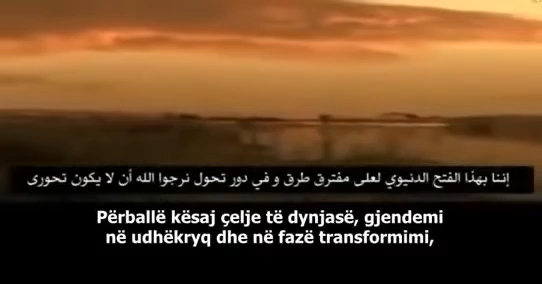 إننا بهذا الفتح الدنيوي لعلى مفترق طرق و في دور تحول نرجوا الله أن لا يكون تحورى
Përballë kësaj çelje të dynjasë, gjendemi
në udhëkryq dhe në fazë transformimi,